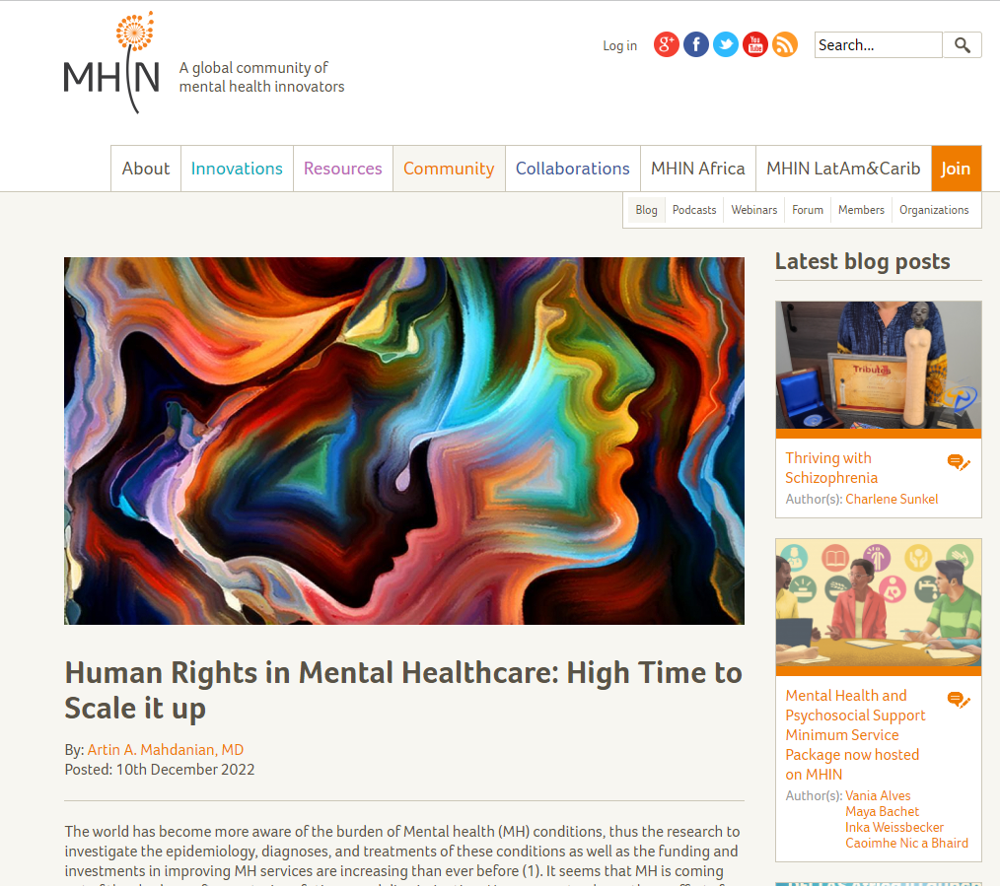 MHIN
A global community of
mental health innovators
Log in
Search...
About
Innovations
Resources
Community
Collaborations
MHIN Africa
MHIN LatAm&Carib
Join
Blog
Podcasts
Webinars
Forum
Members
Organizations
Human Rights in Mental Healthcare: High Time to
Scale it up
By: Artin A. Mahdanian, MD
Posted: 10th December 2022
The world has become more aware of the burden of Mental health (MH) conditions, thus the research to
investigate the epidemiology, diagnoses, and treatments of these conditions as well as the funding and
investments in improving MH services are increasing than ever before (1). It seems that MH is coming
Latest blog posts
Tributes
Thriving with
Schizophrenia
Author(s): Charlene Sunkel
Mental Health and
Psychosocial Support
Minimum Service
Package now hosted
on MHIN
Author(s): Vania Alves
Maya Bachet
Inka Weissbecker
Caoimhe Nic a Bhaird